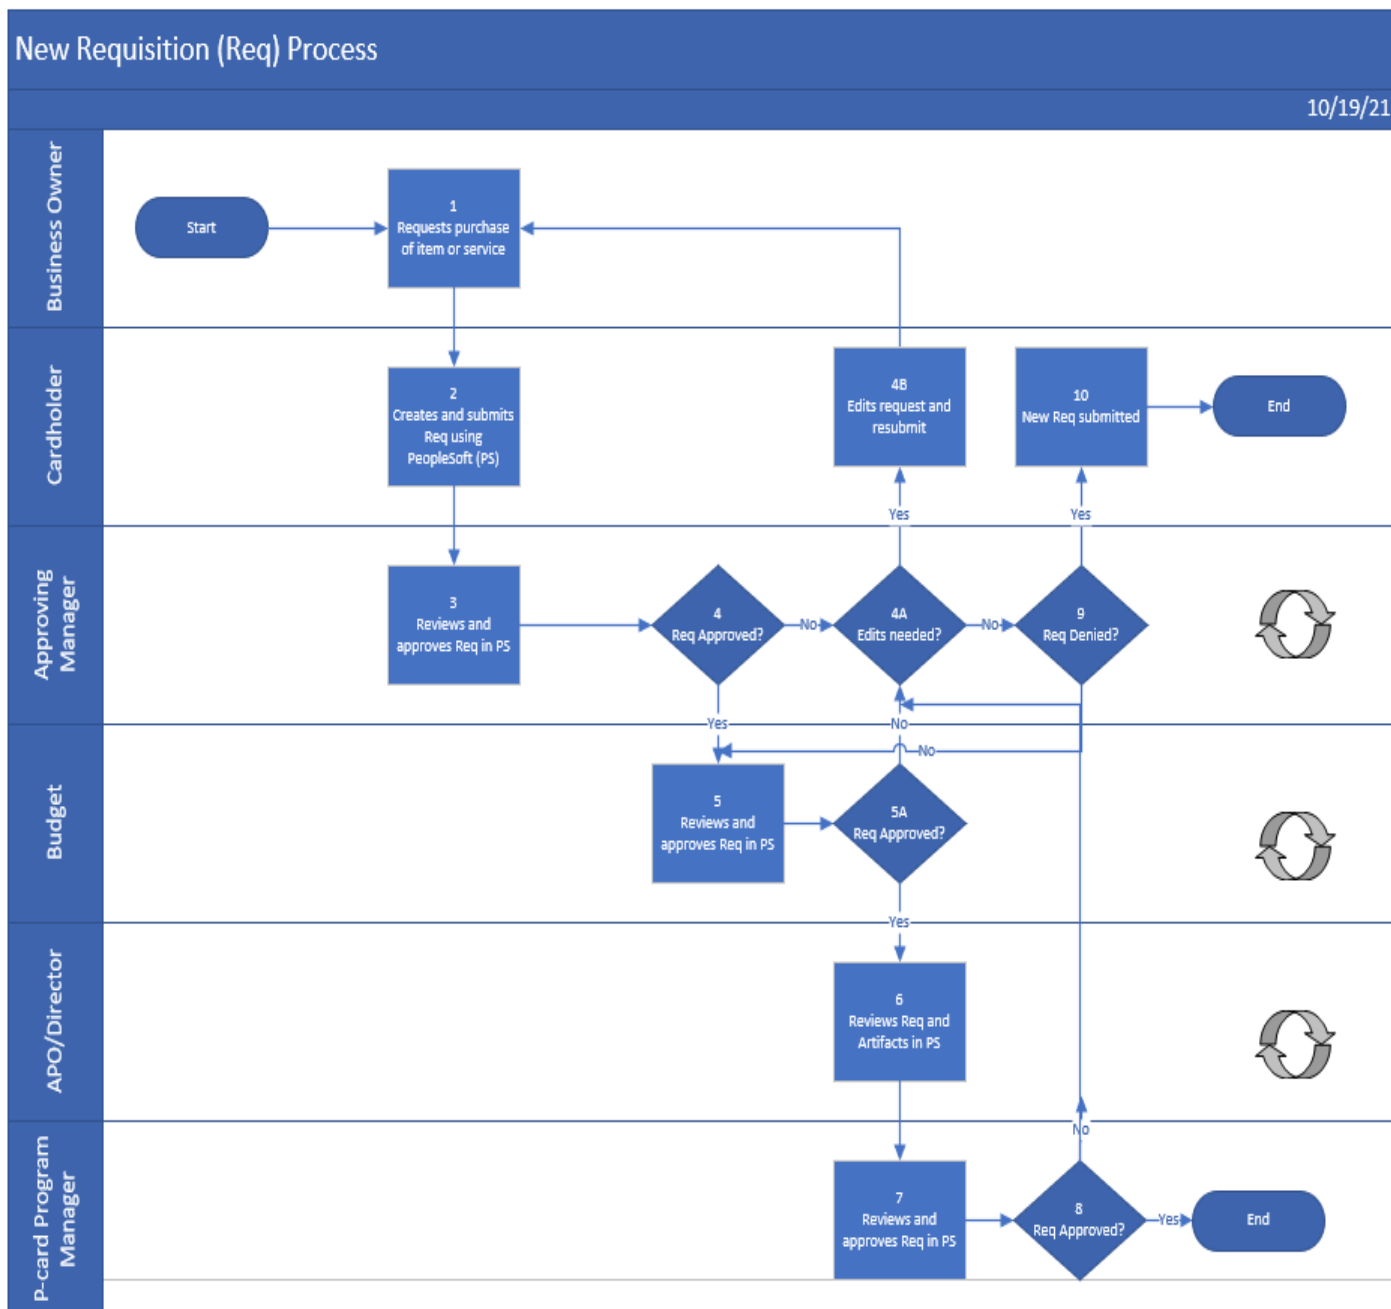 New Requisition (Req) Process
10/19/21
Business Owner
Start
1
Requests purchase
of item or service
Cardholder
2
Creates and submits
Req using
PeopleSoft (PS)
4B
Edits request and
resubmit
10
New Req submitted
End
Yes
Yes
Approving
Manager
3
Reviews and
approves Req in PS
4
Req Approved?
No
4A
Edits needed?
No
9
Req Denied?
Yes
No
No
Budget
5
Reviews and
approves Req in PS
5A
Req Approved?
Yes
APO/Director
6
Reviews Req and
Artifacts in PS
No
P-card Program
Manager
7
Reviews and
approves Req in PS
8
Req Approved?
Yes
End